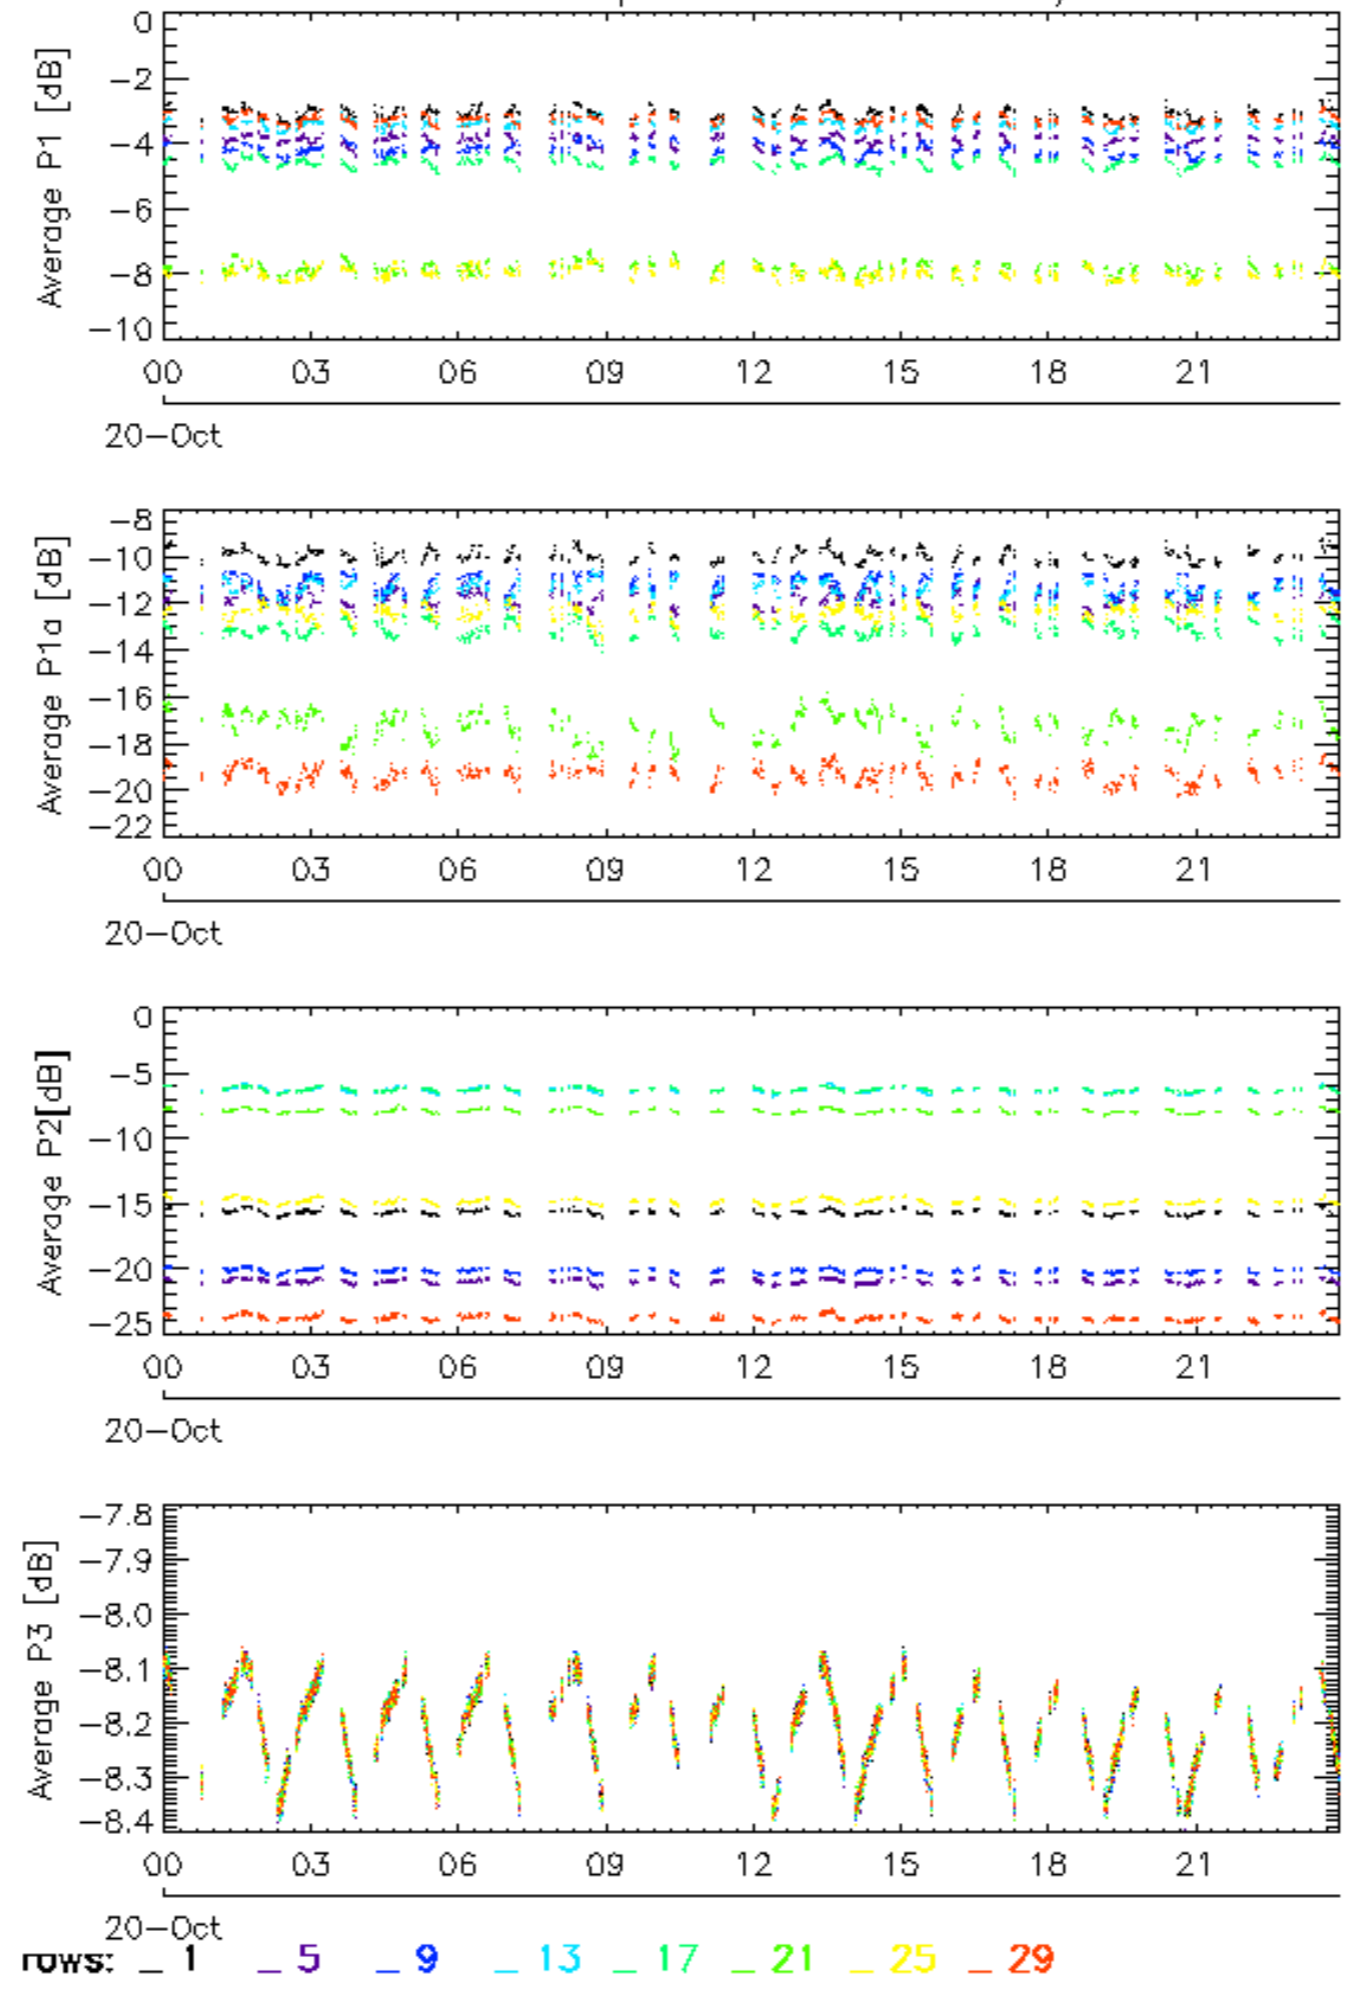 0
−2
−4
−6
−8
−10
Average P1 [dB]
00 03 06 09 12 15 18 21
20−Oct
−8
−10
−12
−14
−16
−18
−20
−22
Average P1a [dB]
00 03 06 09 12 15 18 21
20−Oct
0
−5
−10
−15
−20
−25
Average P2[dB]
00 03 06 09 12 15 18 21
20−Oct
−7.8
−7.9
−8.0
−8.1
−8.2
−8.3
−8.4
Average P3 [dB]
00 03 06 09 12 15 18 21
20−Oct
rows: _ 1 _ 5 _ 9 _ 13 _ 17 _ 21 _ 25 _ 29